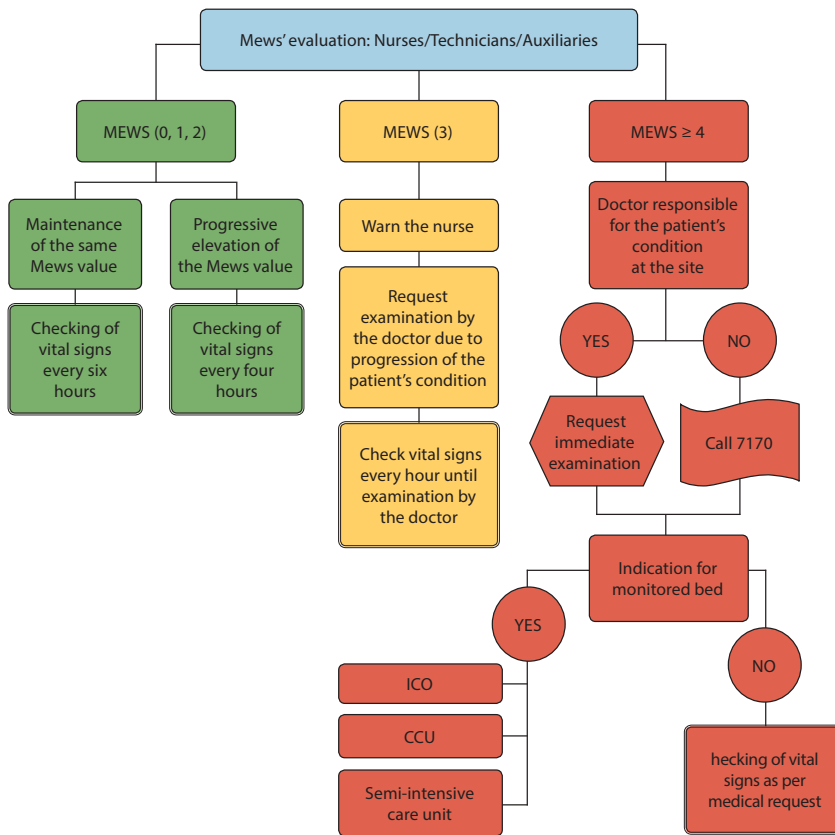 Mews' evaluation: Nurses/Technicians/Auxiliaries
MEWS (0, 1, 2)
MEWS (3)
MEWS ≥ 4
Maintenance
of the same
Mews value
Progressive
elevation of
the Mews value
Warn the nurse
Doctor responsible
for the patient's
condition
at the site
Checking of
vital signs
every six
hours
Checking of
vital signs
every four
hours
Request
examination by
the doctor due to
progression of the
patient's condition
YES
NO
Request
immediate
examination
Call 7170
Check vital signs
every hour until
examination by
the doctor
Indication for
monitored bed
YES
NO
ICO
CCU
Semi-intensive
care unit
hecking of vital
signs as per
medical request